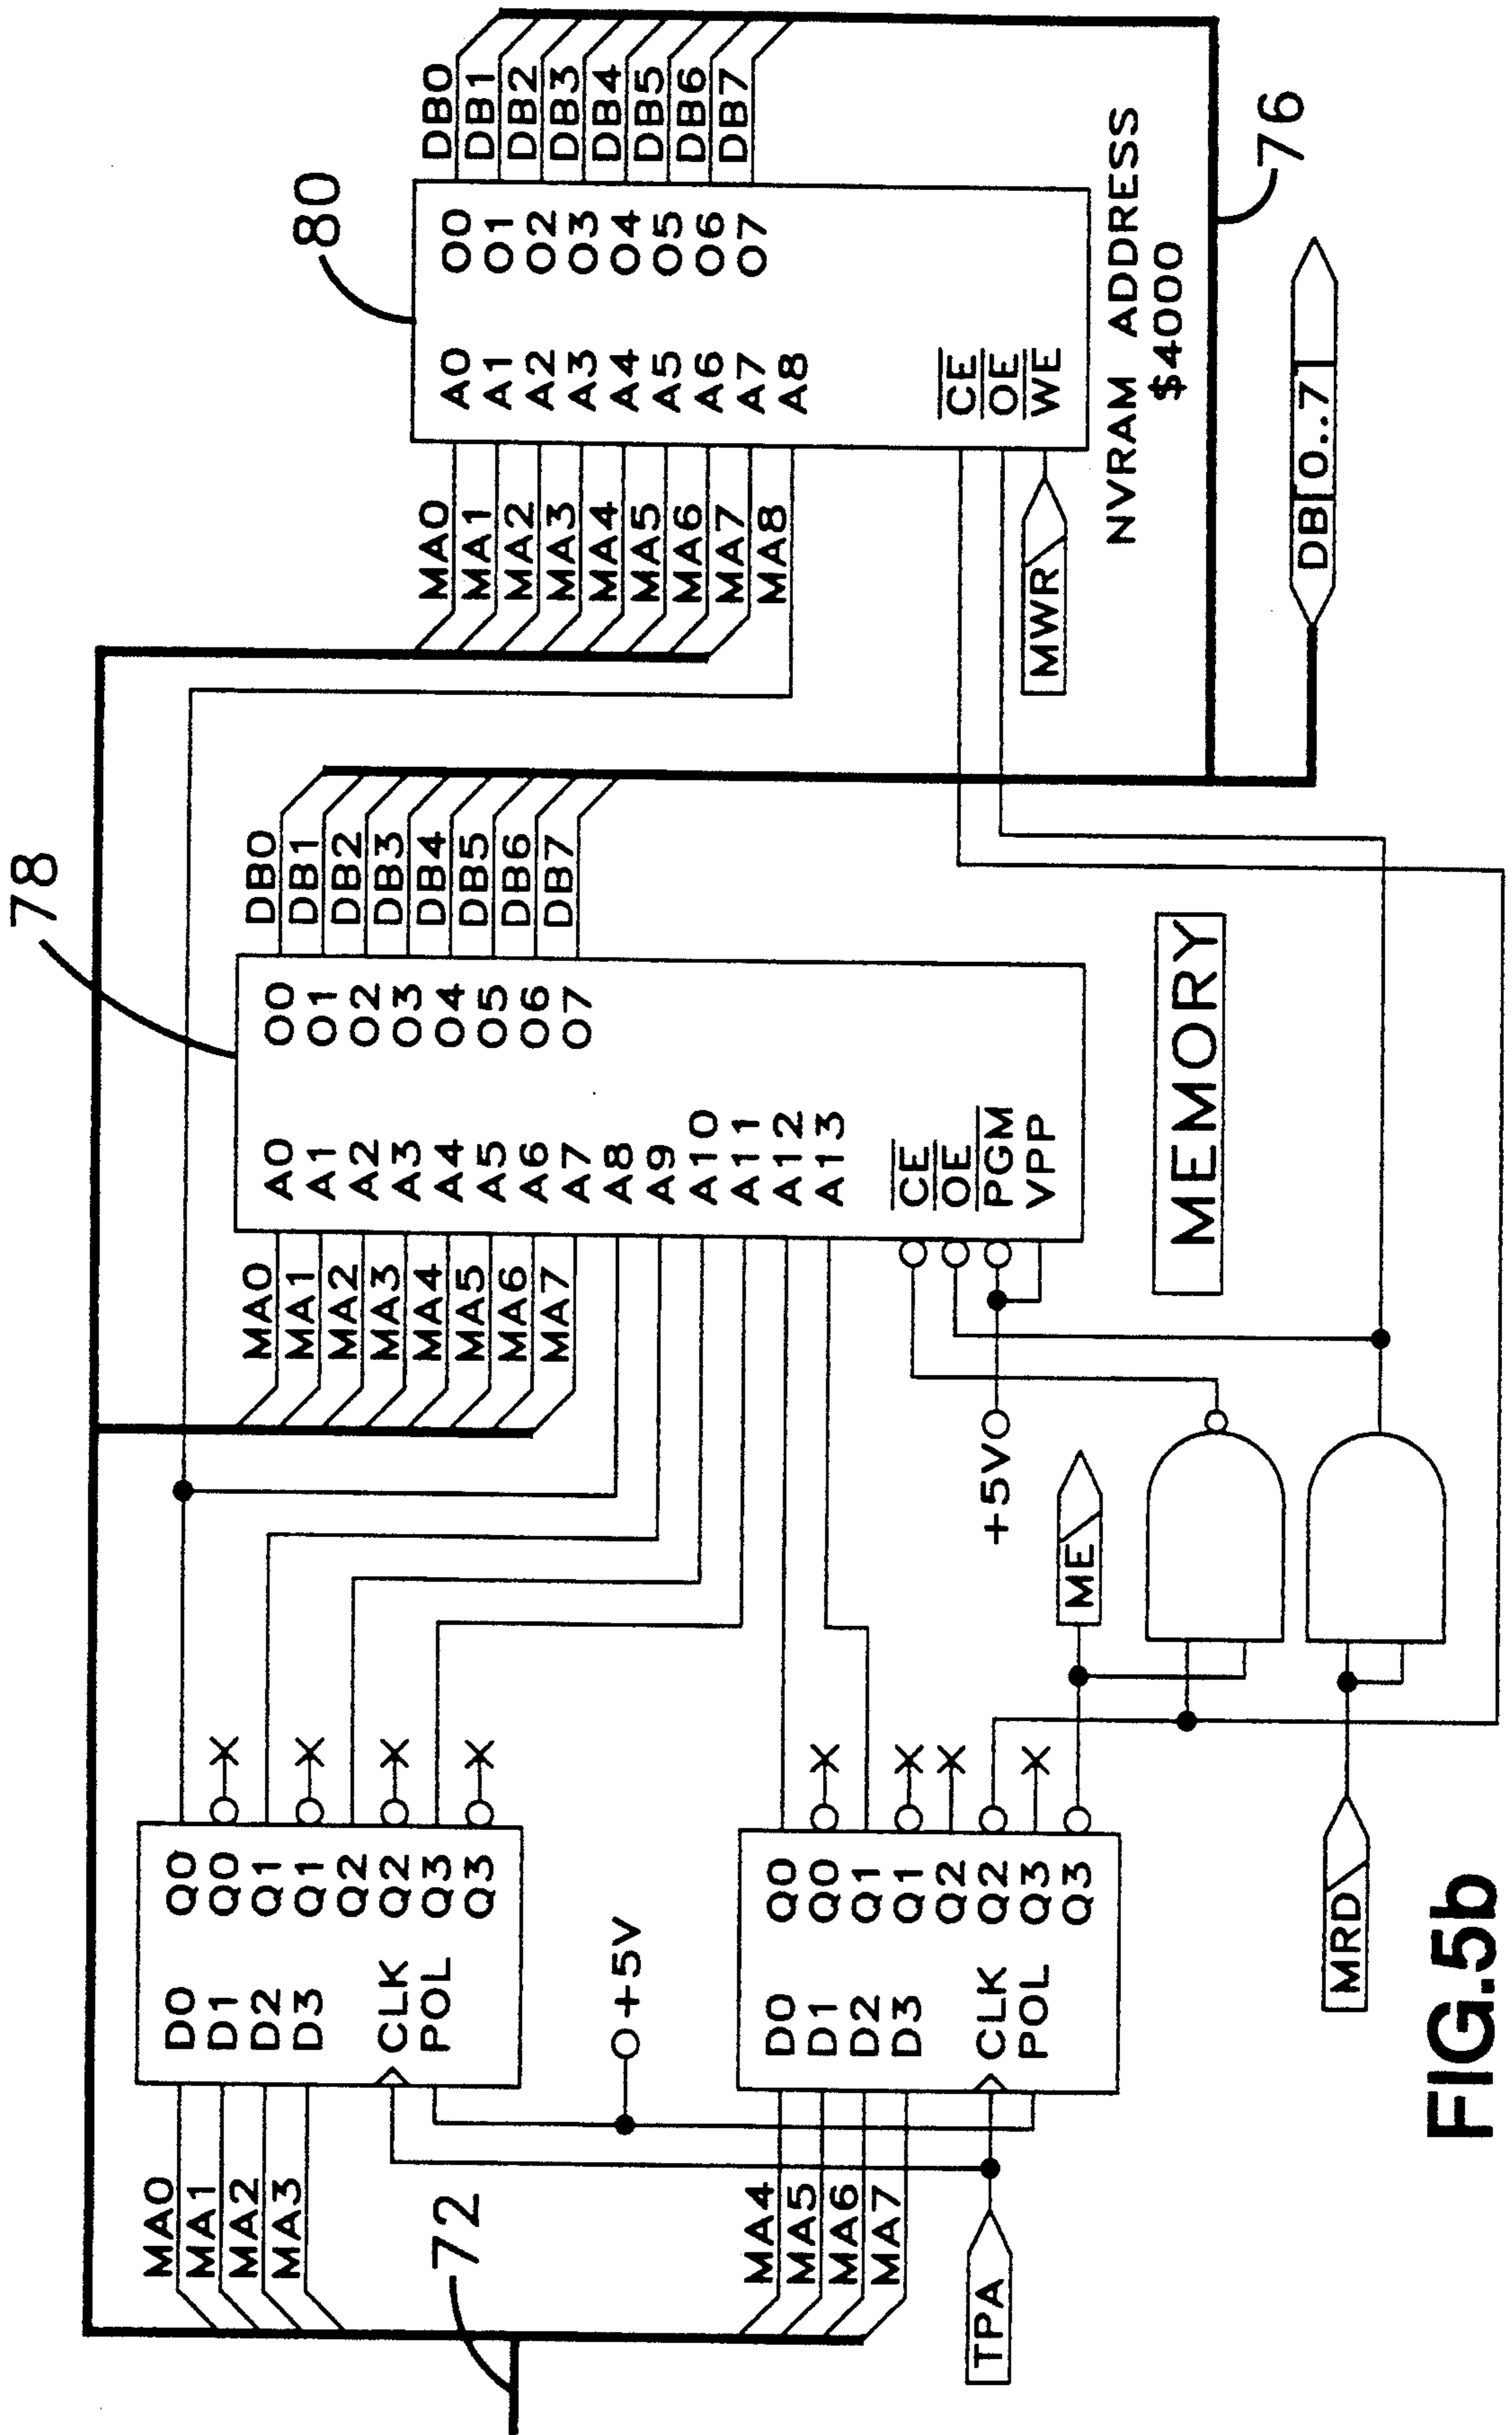 72
MA0
MA1
MA2
MA3
D0 Q0
D1 Q0
D2 Q1
D3 Q1
Q2
CLK Q2
POL Q3
Q3
+5V
MA4
MA5
MA6
MA7
D0 Q0
D1 Q0
D2 Q1
D3 Q1
Q2
CLK Q2
POL Q3
Q3
TPA
MRD
ME
+5V
78
MA0
MA1
MA2
MA3
MA4
MA5
MA6
MA7
A0 O0
A1 O1
A2 O2
A3 O3
A4 O4
A5 O5
A6 O6
A7 O7
A8
A9
A10
A11
A12
A13
CE
OE
PGM
VPP
DB0
DB1
DB2
DB3
DB4
DB5
DB6
DB7
MEMORY
80
MA0
MA1
MA2
MA3
MA4
MA5
MA6
MA7
MA8
A0 O0
A1 O1
A2 O2
A3 O3
A4 O4
A5 O5
A6 O6
A7 O7
A8
CE
OE
WE
MWR
DB0
DB1
DB2
DB3
DB4
DB5
DB6
DB7
NVRAM ADDRESS
$4000
76
DB[0..7]
FIG.5b